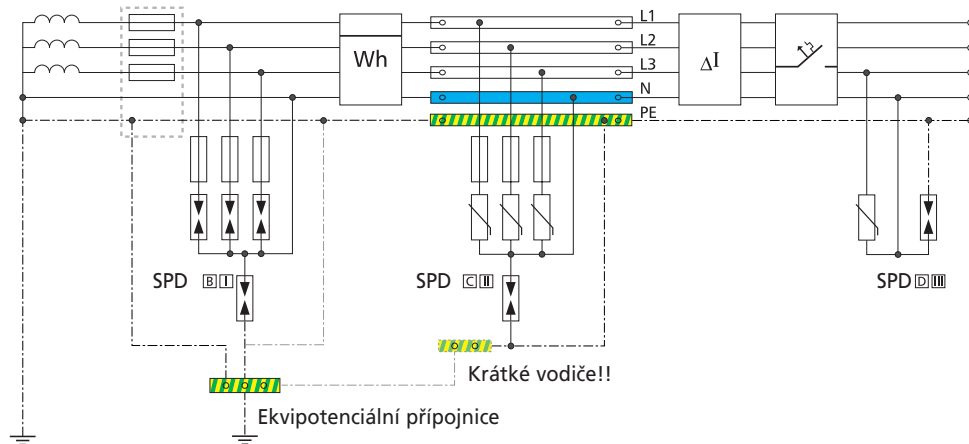 L1
L2
Wh
ΔI
L3
N
PE
SPD B I
SPD C II
SPD D III
Krátké vodiče!!
Ekvipotenciální přípojnice